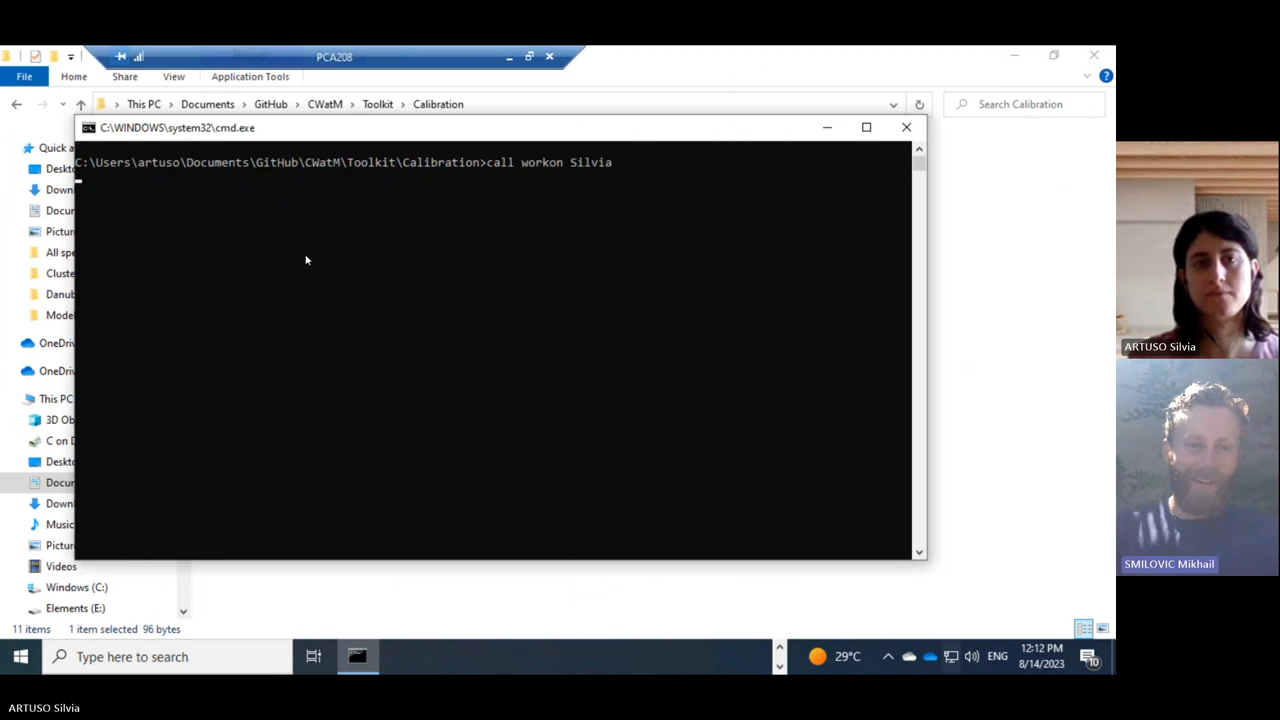 PCA208
File Home Share View Application Tools
This PC Documents GitHub CWatM Toolkit Calibration
Search Calibration
C:\WINDOWS\system32\cmd.exe
C:\Users\artuso\Documents\GitHub\CWatM\Toolkit\Calibration>call workon Silvia
Quick a
Deskt
Down
Docu
Pictur
All spe
Cluste
Danub
Mode
OneDriv
OneDriv
This PC
3D Ob
C on D
Deskt
Docur
Down
Music
Pictur
Videos
Windows (C:)
Elements (E:)
11 items 1 item selected 96 bytes
Type here to search
29°C
ENG
12:12 PM
8/14/2023
10
ARTUSO Silvia
SMILOVIC Mikhail
ARTUSO Silvia